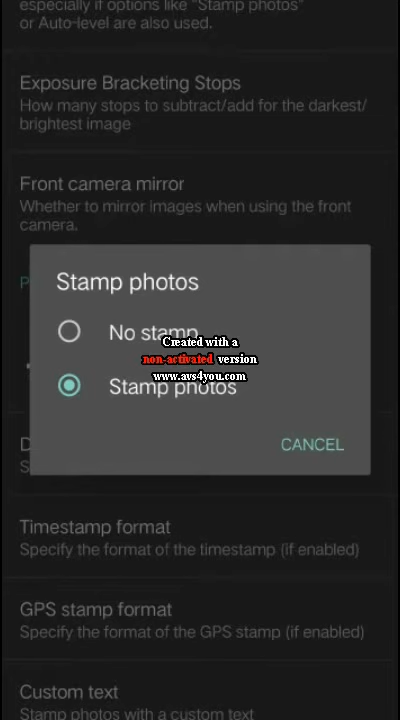 especially if options like "Stamp photos"
or Auto-level are also used.
Exposure Bracketing Stops
How many stops to subtract/add for the darkest/
brightest image
Front camera mirror
Whether to mirror images when using the front
camera.
P
Stamp photos
No stamp
Created with a
non-activated version
www.avs4you.com
Stamp photos
CANCEL
D
S
Timestamp format
Specify the format of the timestamp (if enabled)
GPS stamp format
Specify the format of the GPS stamp (if enabled)
Custom text
Stamp photos with a custom text